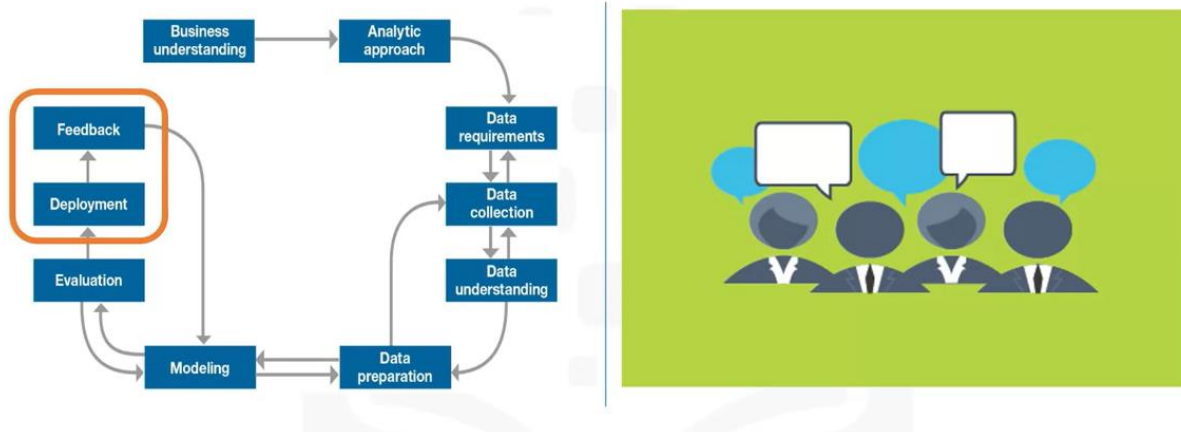 Business
understanding
Analytic
approach
Feedback
Data
requirements
Deployment
Data
collection
Evaluation
Data
understanding
Modeling
Data
preparation